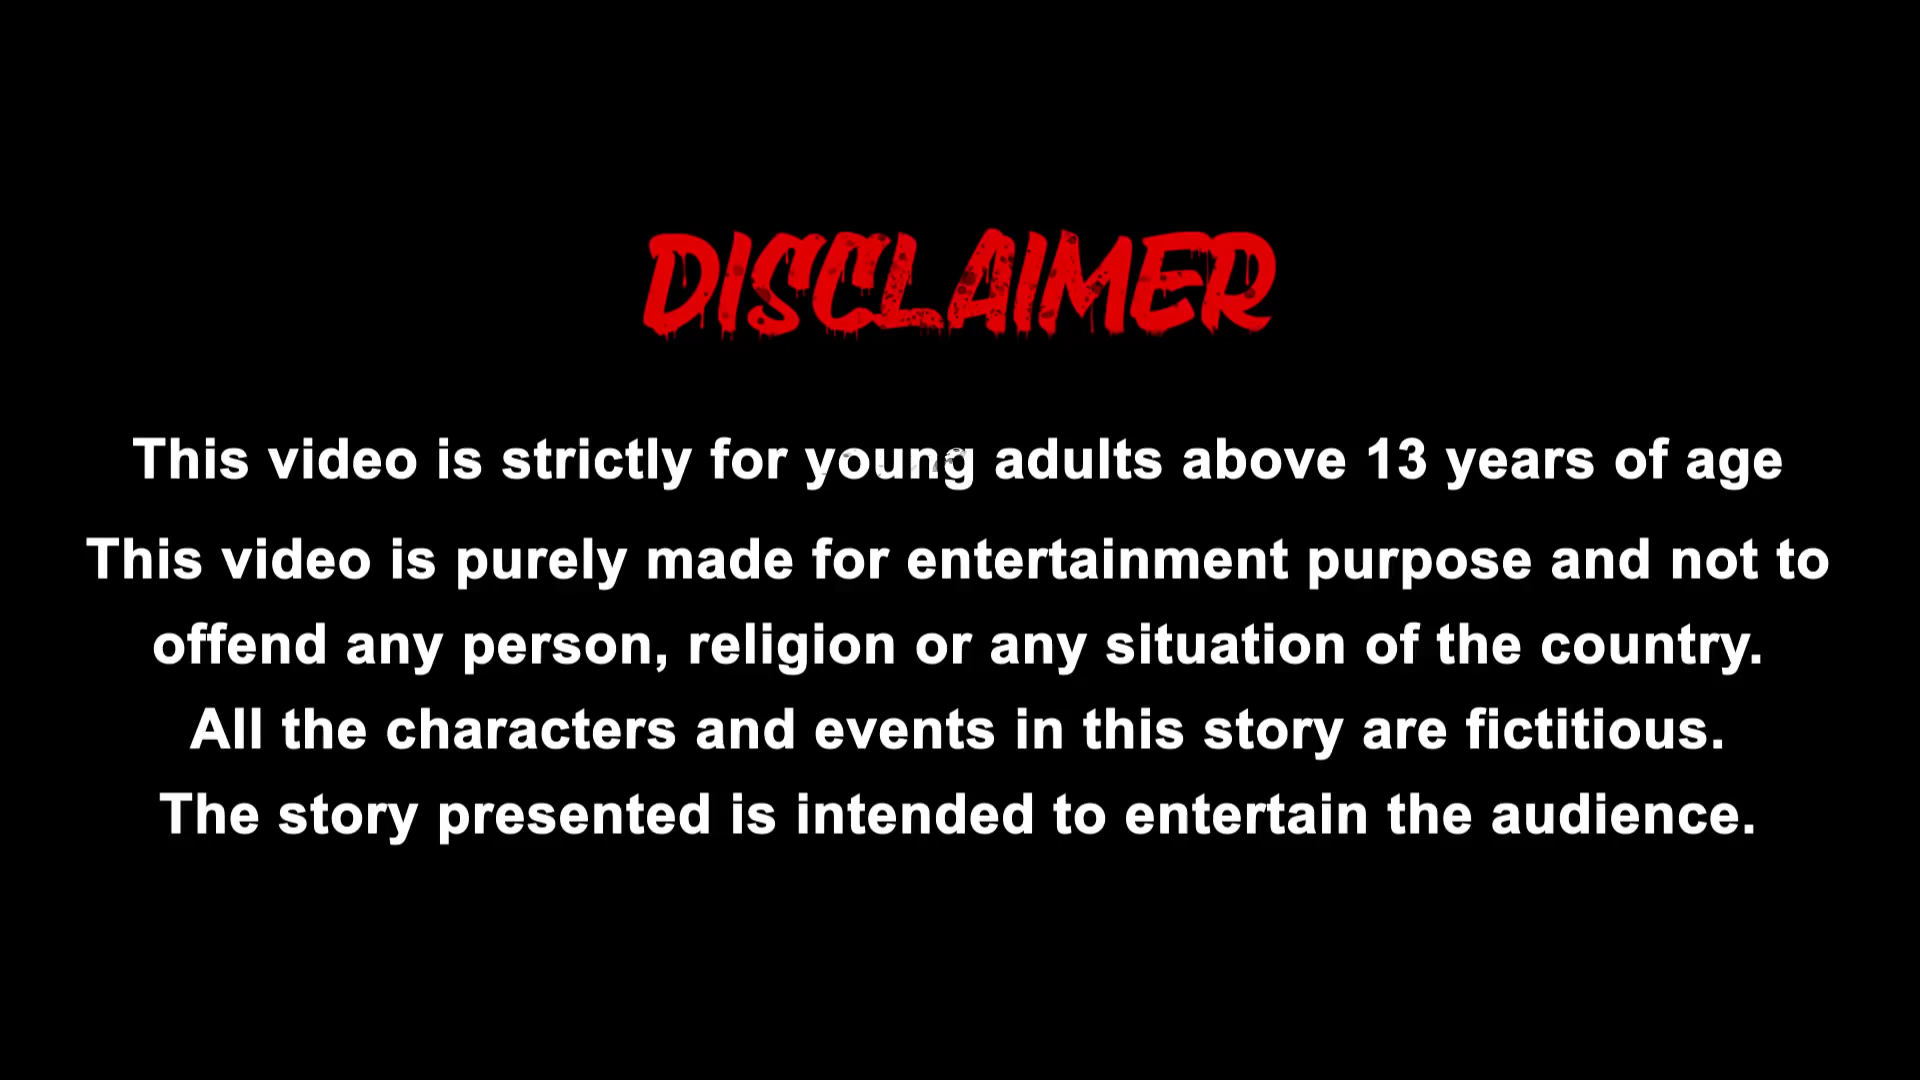 DISCLAIMER
This video is strictly for young adults above 13 years of age
This video is purely made for entertainment purpose and not to
offend any person, religion or any situation of the country.
All the characters and events in this story are fictitious.
The story presented is intended to entertain the audience.